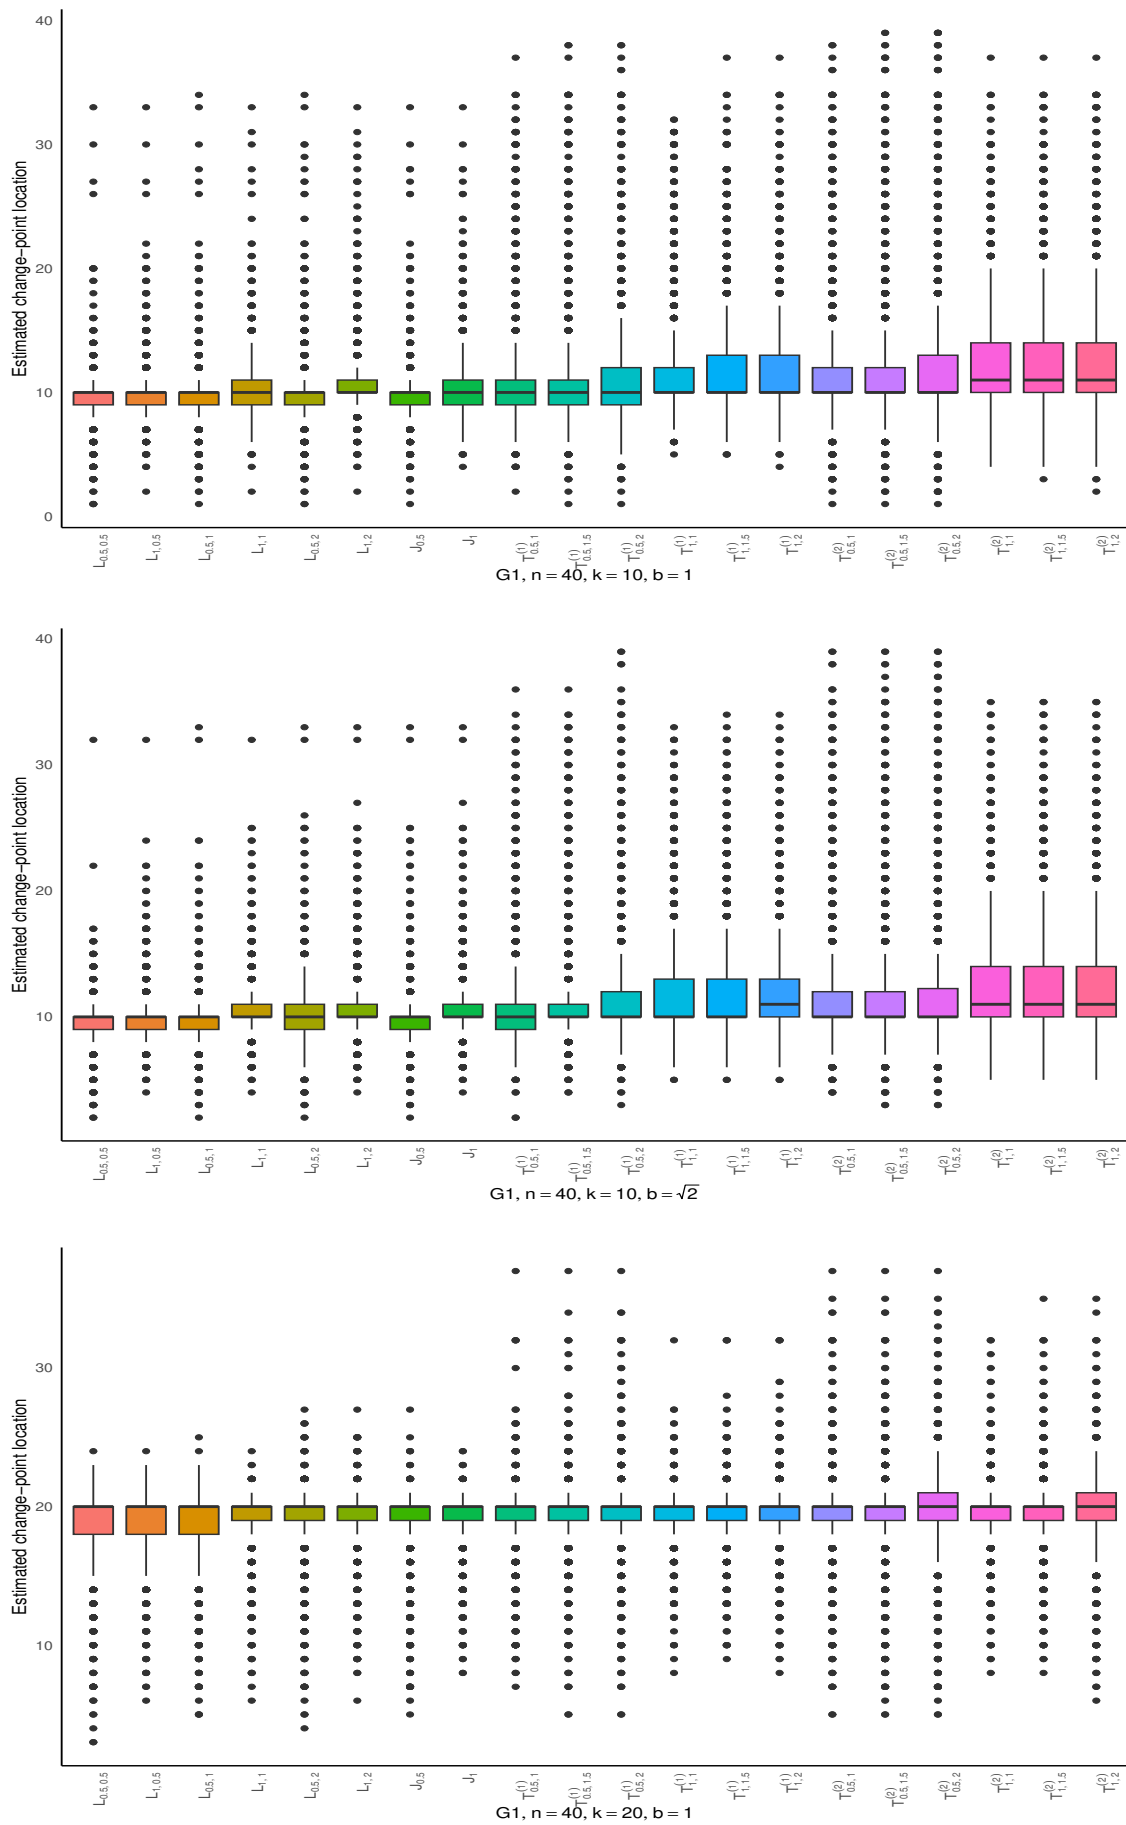 40
30
20
10
0
Estimated change−point location
L0.5, 0.5 L1, 0.5 L0.5, 1 L1, 1 L0.5, 2 L1, 2 J0.5 J1 T(1)0.5, 1 T(1)0.5, 1.5 T(1)0.5, 2 T(1)1, 1 T(1)1, 1.5 T(1)1, 2 T(2)0.5, 1 T(2)0.5, 1.5 T(2)0.5, 2 T(2)1, 1 T(2)1, 1.5 T(2)1, 2
G1, n = 40, k = 10, b = 1
40
30
20
10
Estimated change−point location
L0.5, 0.5 L1, 0.5 L0.5, 1 L1, 1 L0.5, 2 L1, 2 J0.5 J1 T(1)0.5, 1 T(1)0.5, 1.5 T(1)0.5, 2 T(1)1, 1 T(1)1, 1.5 T(1)1, 2 T(2)0.5, 1 T(2)0.5, 1.5 T(2)0.5, 2 T(2)1, 1 T(2)1, 1.5 T(2)1, 2
G1, n = 40, k = 10, b = √2
30
20
10
Estimated change−point location
L0.5, 0.5 L1, 0.5 L0.5, 1 L1, 1 L0.5, 2 L1, 2 J0.5 J1 T(1)0.5, 1 T(1)0.5, 1.5 T(1)0.5, 2 T(1)1, 1 T(1)1, 1.5 T(1)1, 2 T(2)0.5, 1 T(2)0.5, 1.5 T(2)0.5, 2 T(2)1, 1 T(2)1, 1.5 T(2)1, 2
G1, n = 40, k = 20, b = 1